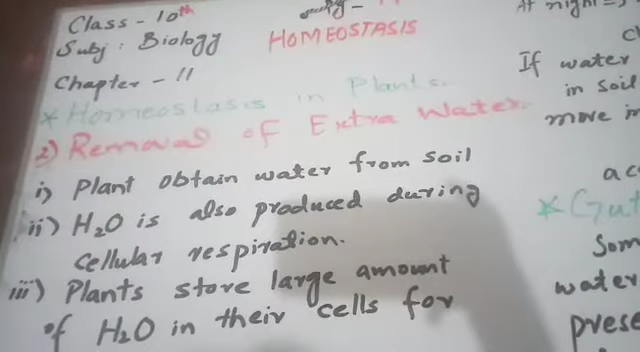 Class - 10th
Subj : Biology
Chapter - 11
HOMEOSTASIS
* Homeostasis in Plants.
2) Removal of Extra Water.
i) Plant obtain water from soil
ii) H₂O is also produced during
cellular respiration.
iii) Plants store large amount
of H₂O in their cells for
At night =
If water
in soil
move in
* Gut
Som
water
prese